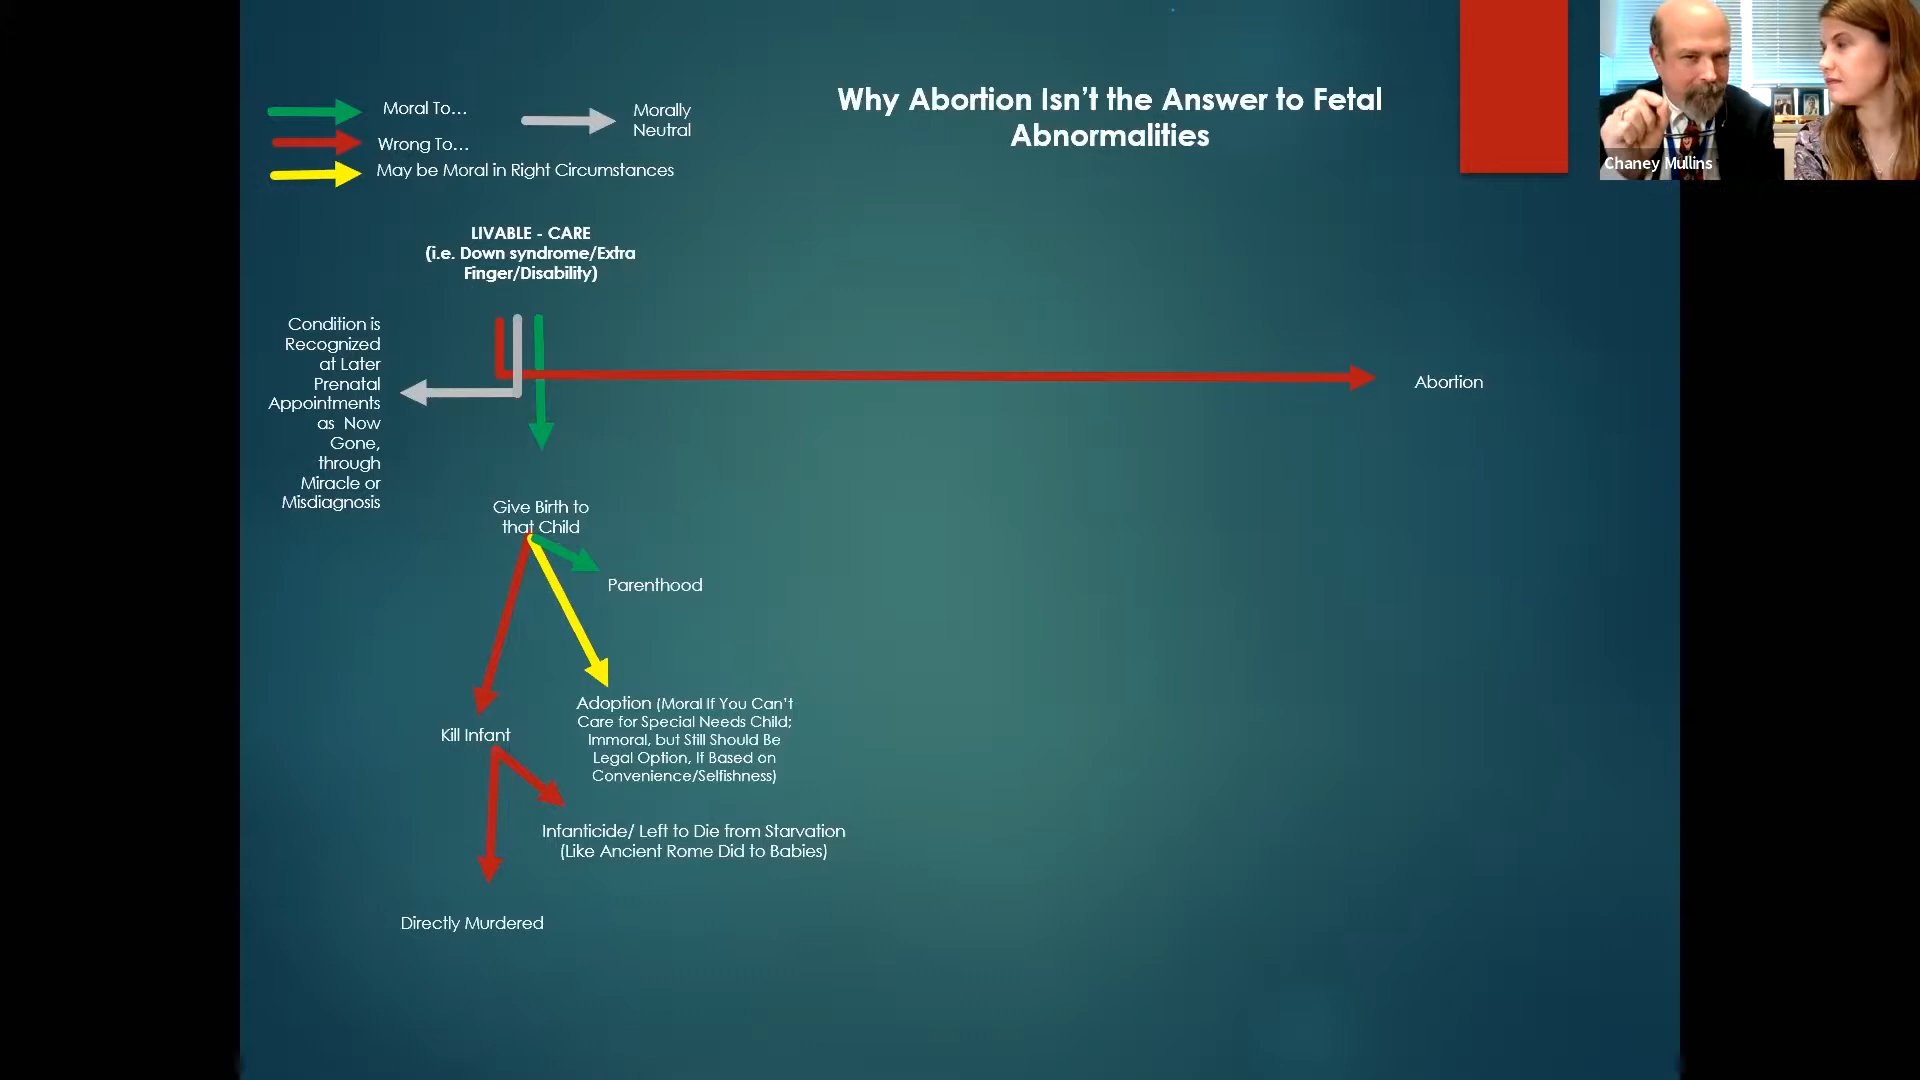 Moral To...
Wrong To...
May be Moral in Right Circumstances
Morally
Neutral
Why Abortion Isn't the Answer to Fetal
Abnormalities
Chaney Mullins
LIVABLE - CARE
(i.e. Down syndrome/Extra
Finger/Disability)
Condition is
Recognized
at Later
Prenatal
Appointments
as Now
Gone,
through
Miracle or
Misdiagnosis
Abortion
Give Birth to
that Child
Parenthood
Kill Infant
Adoption (Moral If You Can't
Care for Special Needs Child;
Immoral, but Still Should Be
Legal Option, If Based on
Convenience/Selfishness)
Infanticide/ Left to Die from Starvation
(Like Ancient Rome Did to Babies)
Directly Murdered